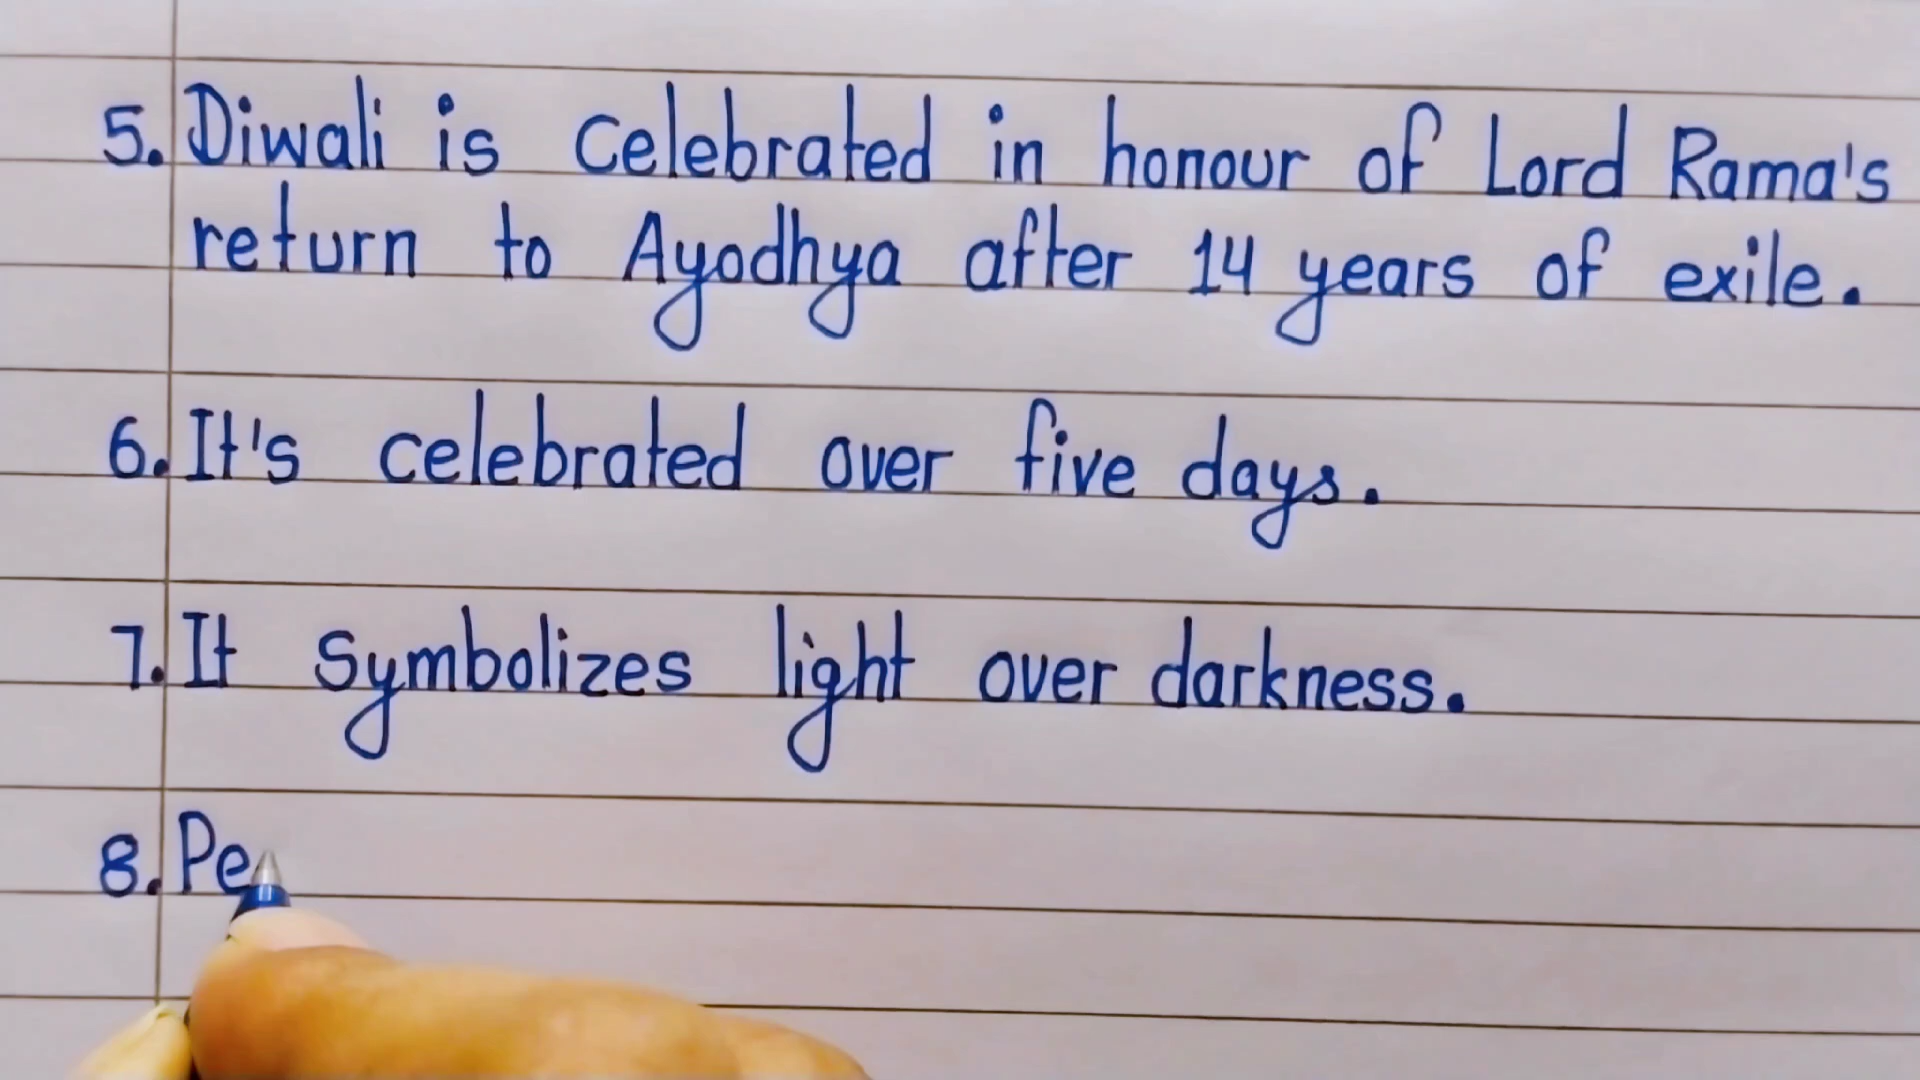 5. Diwali is celebrated in honour of Lord Rama's
return to Ayodhya after 14 years of exile.
6. It's celebrated over five days.
7. It symbolizes light over darkness.
8. Pe